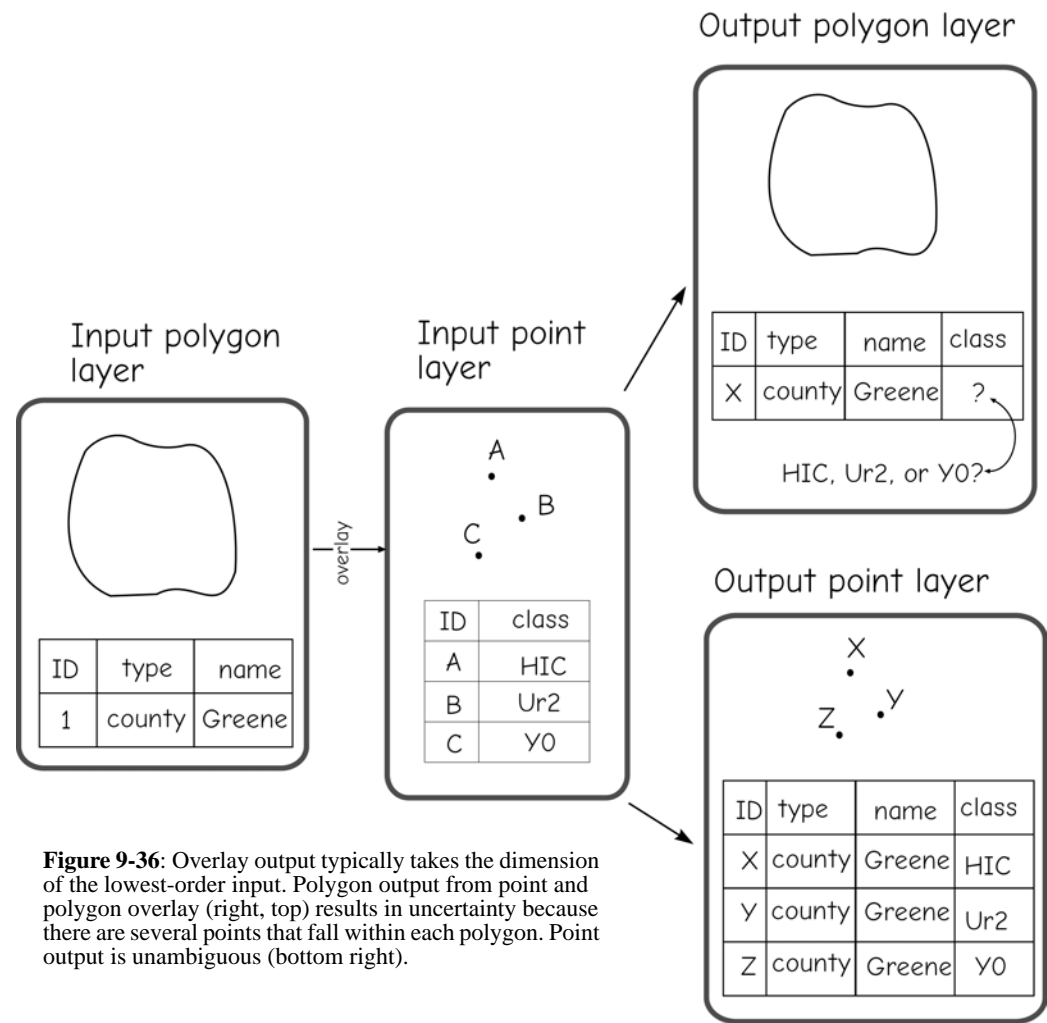 Output polygon layer
ID type name class
X county Greene ?
HIC, Ur2, or Y0?
Input polygon
layer
ID type name
1 county Greene
overlay
Input point
layer
A
B
C
ID class
A HIC
B Ur2
C Y0
Output point layer
X
Y
Z
ID type name class
X county Greene HIC
Y county Greene Ur2
Z county Greene Y0
Figure 9-36: Overlay output typically takes the dimension
of the lowest-order input. Polygon output from point and
polygon overlay (right, top) results in uncertainty because
there are several points that fall within each polygon. Point
output is unambiguous (bottom right).